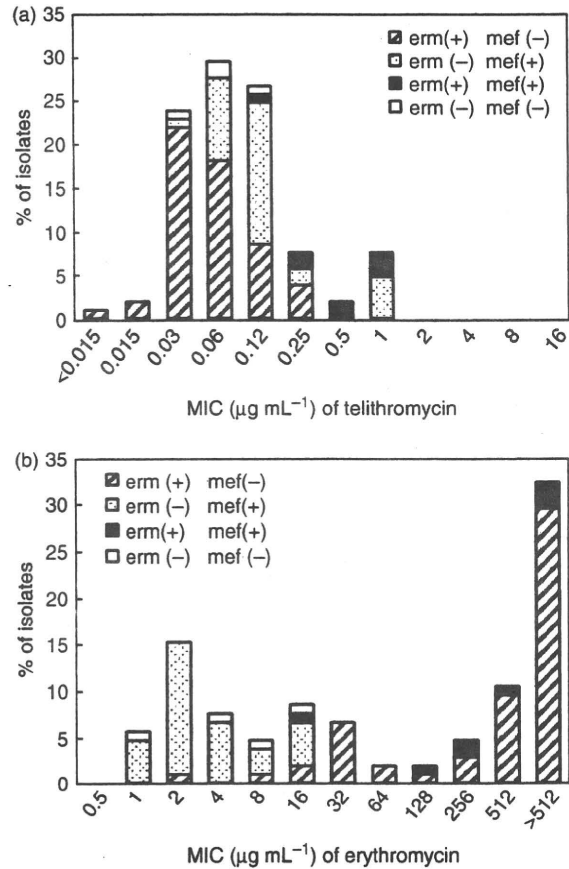 (a)
35
30
25
20
15
10
5
0
% of isolates
erm(+) mef (–)
erm (–) mef(+)
erm(+) mef(+)
erm (–) mef (–)
<0.015 0.015 0.03 0.06 0.12 0.25 0.5 1 2 4 8 16
MIC (µg mL⁻¹) of telithromycin
(b)
35
30
25
20
15
10
5
0
% of isolates
erm (+) mef(–)
erm (–) mef(+)
erm(+) mef(+)
erm (–) mef (–)
0.5 1 2 4 8 16 32 64 128 256 512 >512
MIC (µg mL⁻¹) of erythromycin